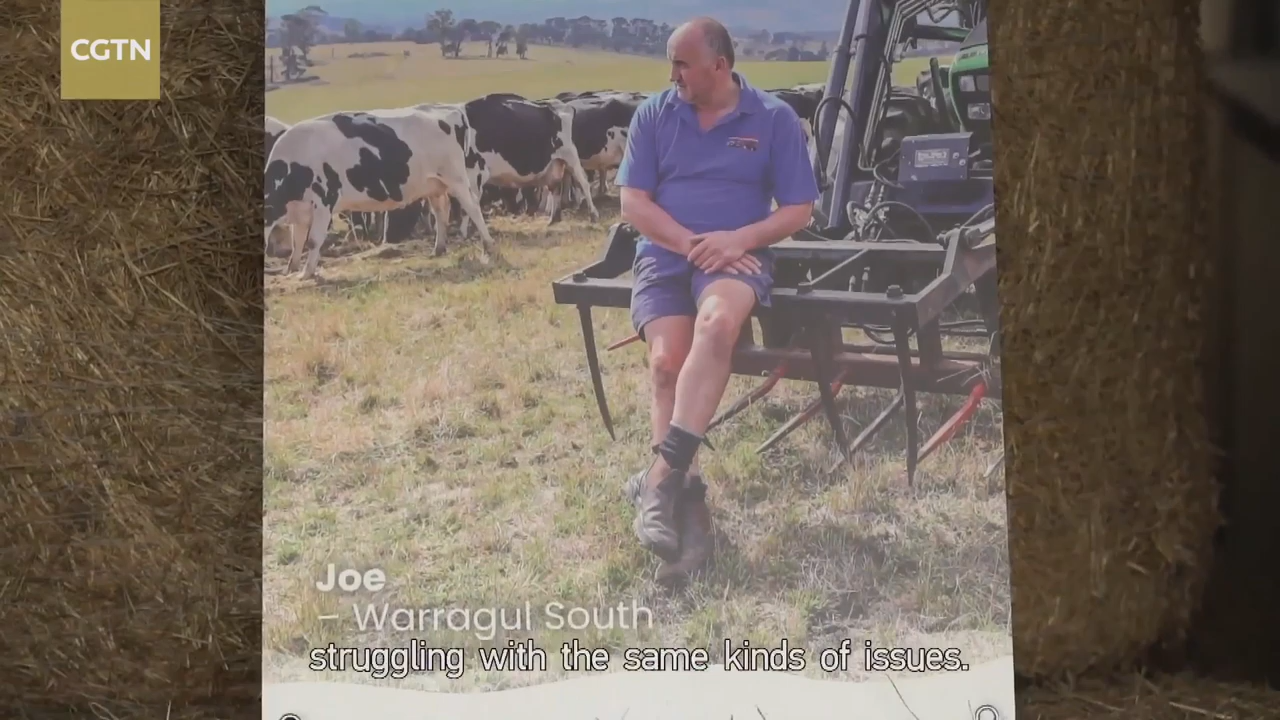 CGTN
Joe
– Warragul South
struggling with the same kinds of issues.